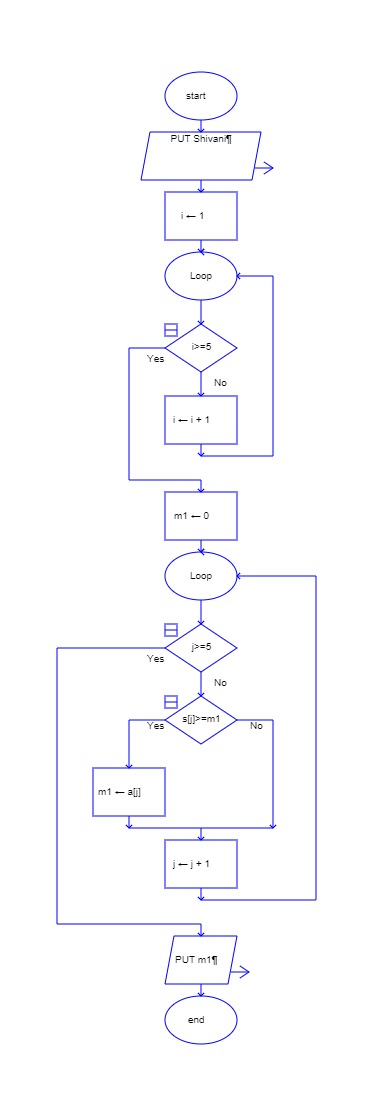 start
PUT Shivani¶
i ← 1
Loop
i>=5
Yes
No
i ← i + 1
m1 ← 0
Loop
j>=5
Yes
No
s[j]>=m1
Yes
No
m1 ← a[j]
j ← j + 1
PUT m1¶
end